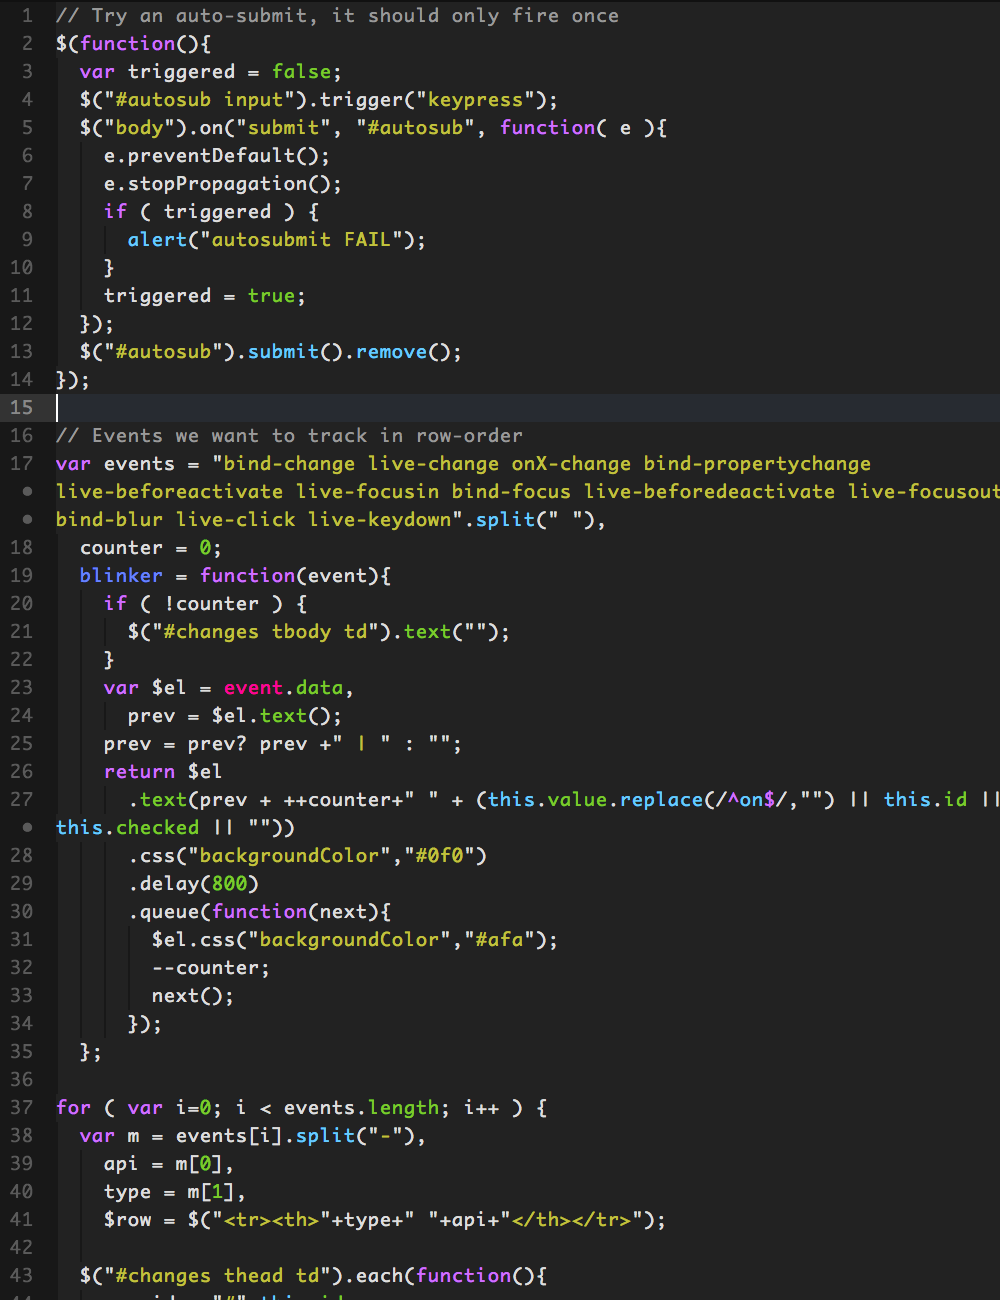 1 // Try an auto-submit, it should only fire once
2 $(function(){
3 var triggered = false;
4 $("#autosub input").trigger("keypress");
5 $("body").on("submit", "#autosub", function( e ){
6 e.preventDefault();
7 e.stopPropagation();
8 if ( triggered ) {
9 alert("autosubmit FAIL");
10 }
11 triggered = true;
12 });
13 $("#autosub").submit().remove();
14 });
15
16 // Events we want to track in row-order
17 var events = "bind-change live-change onX-change bind-propertychange
• live-beforeactivate live-focusin bind-focus live-beforedeactivate live-focusout
• bind-blur live-click live-keydown".split(" "),
18 counter = 0;
19 blinker = function(event){
20 if ( !counter ) {
21 $("#changes tbody td").text("");
22 }
23 var $el = event.data,
24 prev = $el.text();
25 prev = prev? prev +" | " : "";
26 return $el
27 .text(prev + ++counter+" " + (this.value.replace(/^on$/,"") || this.id ||
• this.checked || ""))
28 .css("backgroundColor","#0f0")
29 .delay(800)
30 .queue(function(next){
31 $el.css("backgroundColor","#afa");
32 --counter;
33 next();
34 });
35 };
36
37 for ( var i=0; i < events.length; i++ ) {
38 var m = events[i].split("-"),
39 api = m[0],
40 type = m[1],
41 $row = $("<tr><th>"+type+" "+api+"</th></tr>");
42
43 $("#changes thead td").each(function(){